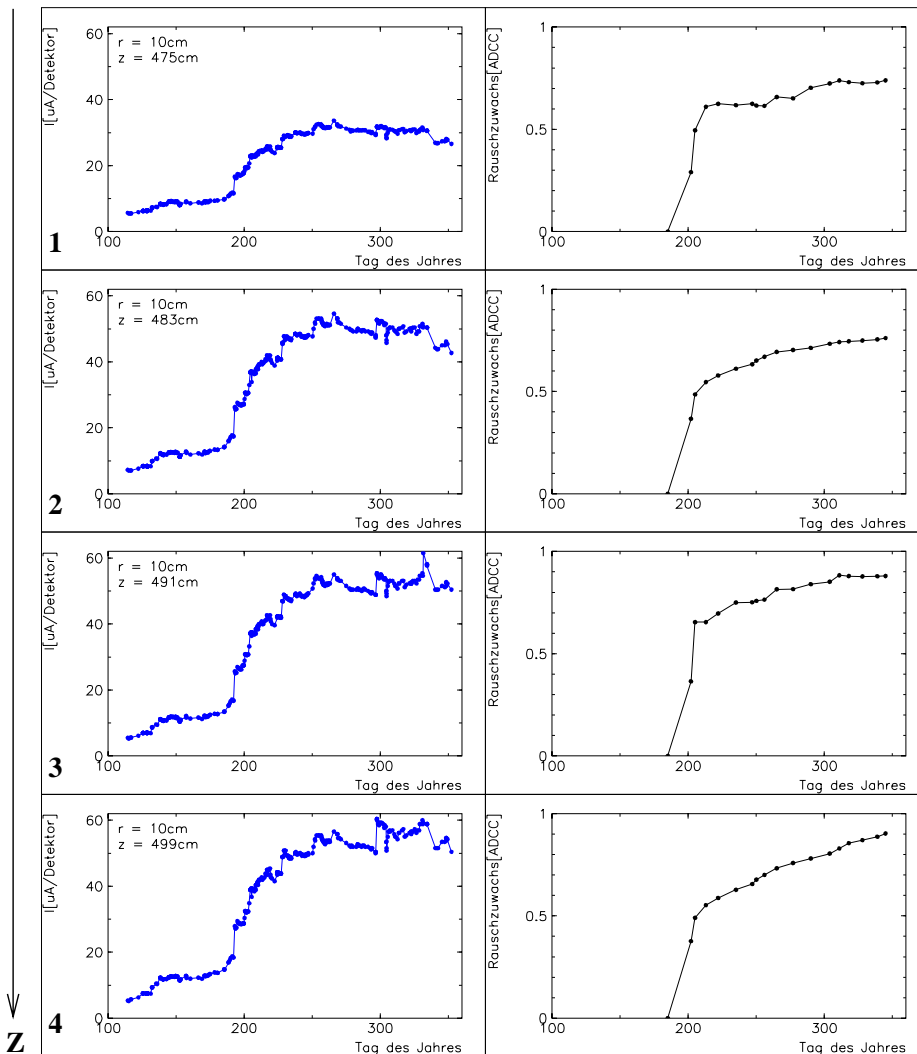 I[uA/Detektor]
60
40
20
0
r = 10cm
z = 475cm
100
200
300
Tag des Jahres
1
Rauschzuwachs[ADCC]
1
0.5
0
100
200
300
Tag des Jahres
I[uA/Detektor]
60
40
20
0
r = 10cm
z = 483cm
100
200
300
Tag des Jahres
2
Rauschzuwachs[ADCC]
1
0.5
0
100
200
300
Tag des Jahres
I[uA/Detektor]
60
40
20
0
r = 10cm
z = 491cm
100
200
300
Tag des Jahres
3
Rauschzuwachs[ADCC]
1
0.5
0
100
200
300
Tag des Jahres
I[uA/Detektor]
60
40
20
0
r = 10cm
z = 499cm
100
200
300
Tag des Jahres
4
Rauschzuwachs[ADCC]
1
0.5
0
100
200
300
Tag des Jahres
z